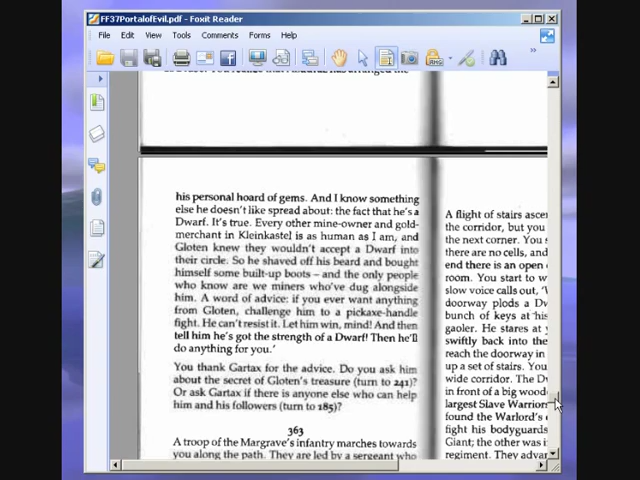 FF37PortalofEvil.pdf - Foxit Reader
File Edit View Tools Comments Forms Help
his personal hoard of gems. And I know something
else he doesn't like spread about: the fact that he's a
Dwarf. It's true. Every other mine-owner and gold-
merchant in Kleinkastel is as human as I am, and
Gloten knew they wouldn't accept a Dwarf into
their circle. So he shaved off his beard and bought
himself some built-up boots – and the only people
who know are we miners who've dug alongside
him. A word of advice: if you ever want anything
from Gloten, challenge him to a pickaxe-handle
fight. He can't resist it. Let him win, mind! And then
tell him he's got the strength of a Dwarf! Then he'll
do anything for you.'
You thank Gartax for the advice. Do you ask him
about the secret of Gloten's treasure (turn to 241)?
Or ask Gartax if there is anyone else who can help
him and his followers (turn to 185)?
363
A troop of the Margrave's infantry marches towards
you along the path. They are led by a sergeant who
A flight of stairs asce
the corridor, but you
the next corner. You s
there are no cells, and
end there is an open
room. You start to w
slow voice calls out, '
doorway plods a Dw
bunch of keys at his
gaoler. He stares at
swiftly back into the
reach the doorway in
up a set of stairs. You
wide corridor. The D
in front of a big wood
largest Slave Warrior
found the Warlord's
fight his bodyguards
Giant; the other was i
regiment. They advan